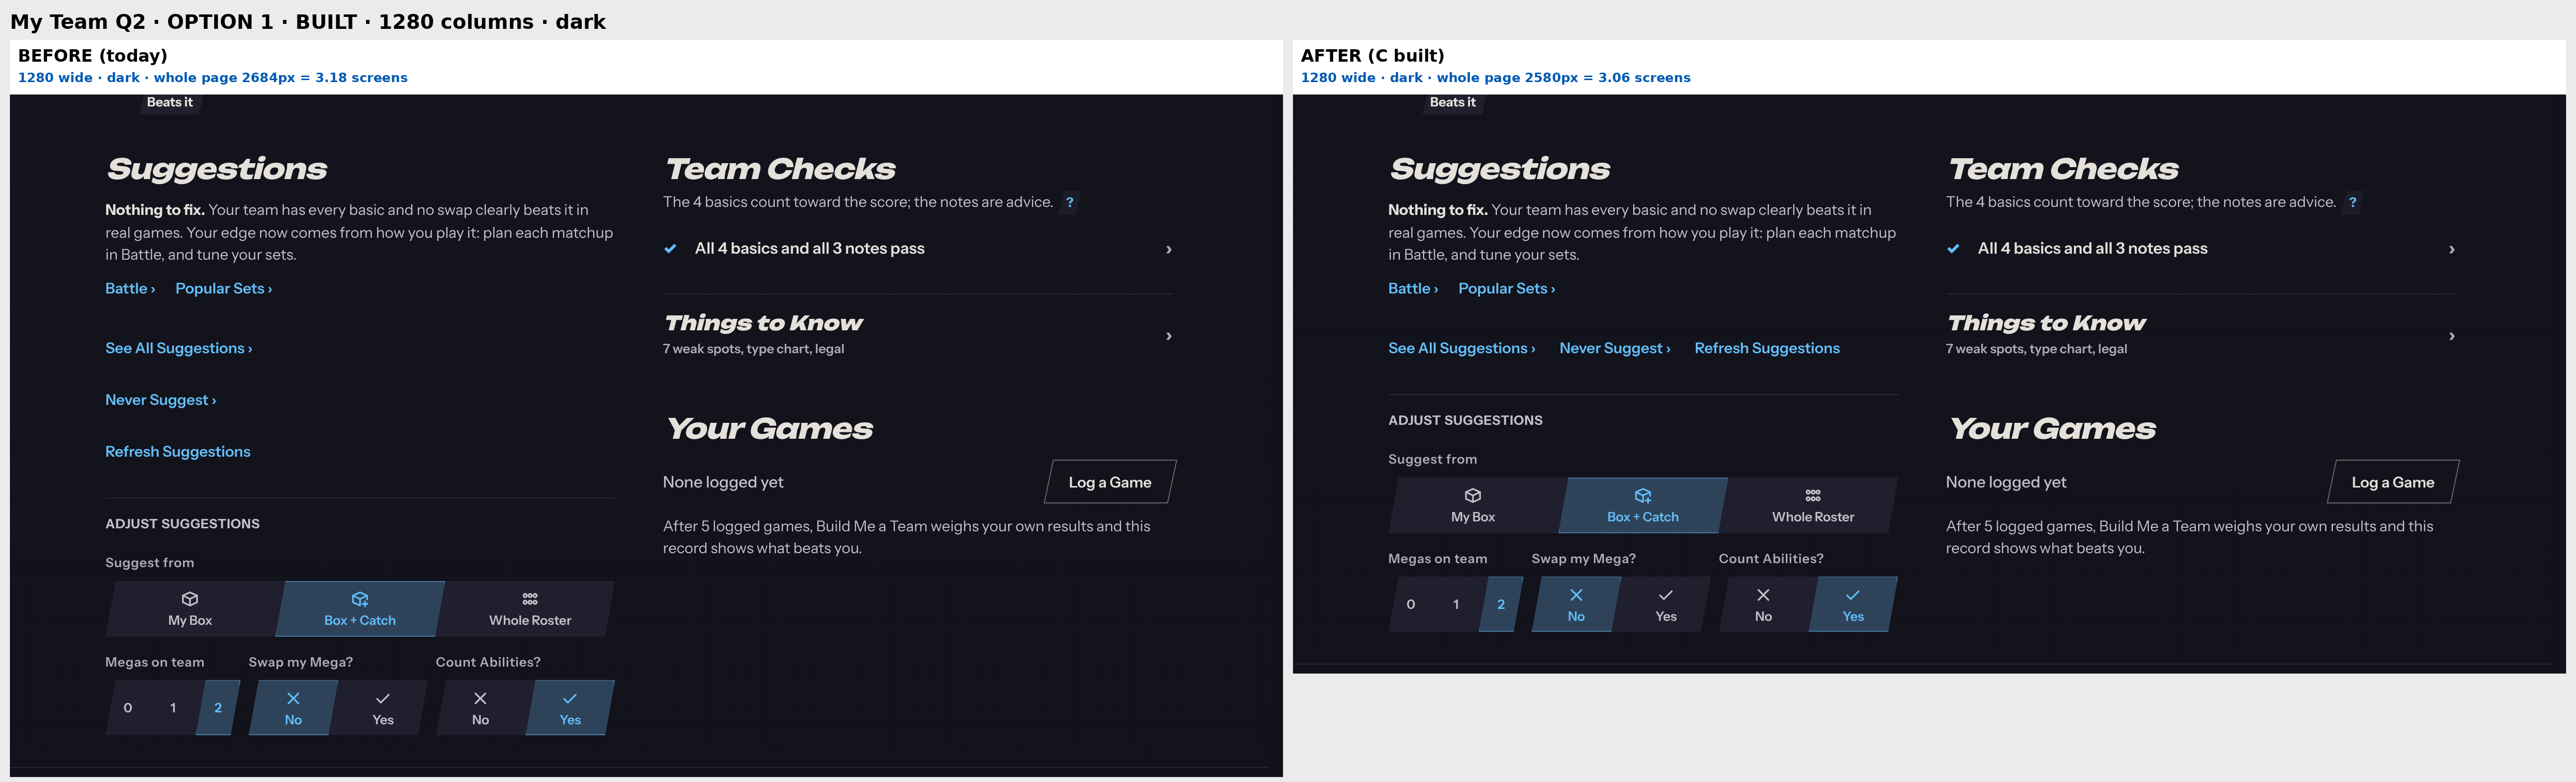 My Team Q2 · OPTION 1 · BUILT · 1280 columns · dark
BEFORE (today)
1280 wide · dark · whole page 2684px = 3.18 screens
Beats it
Suggestions
Nothing to fix. Your team has every basic and no swap clearly beats it in
real games. Your edge now comes from how you play it: plan each matchup
in Battle, and tune your sets.
Battle › Popular Sets ›
See All Suggestions ›
Never Suggest ›
Refresh Suggestions
ADJUST SUGGESTIONS
Suggest from
My Box Box + Catch Whole Roster
Megas on team Swap my Mega? Count Abilities?
0 1 2 No Yes No Yes
Team Checks
The 4 basics count toward the score; the notes are advice. ?
All 4 basics and all 3 notes pass ›
Things to Know ›
7 weak spots, type chart, legal
Your Games
None logged yet Log a Game
After 5 logged games, Build Me a Team weighs your own results and this
record shows what beats you.
AFTER (C built)
1280 wide · dark · whole page 2580px = 3.06 screens
Beats it
Suggestions
Nothing to fix. Your team has every basic and no swap clearly beats it in
real games. Your edge now comes from how you play it: plan each matchup
in Battle, and tune your sets.
Battle › Popular Sets ›
See All Suggestions › Never Suggest › Refresh Suggestions
ADJUST SUGGESTIONS
Suggest from
My Box Box + Catch Whole Roster
Megas on team Swap my Mega? Count Abilities?
0 1 2 No Yes No Yes
Team Checks
The 4 basics count toward the score; the notes are advice. ?
All 4 basics and all 3 notes pass ›
Things to Know ›
7 weak spots, type chart, legal
Your Games
None logged yet Log a Game
After 5 logged games, Build Me a Team weighs your own results and this
record shows what beats you.